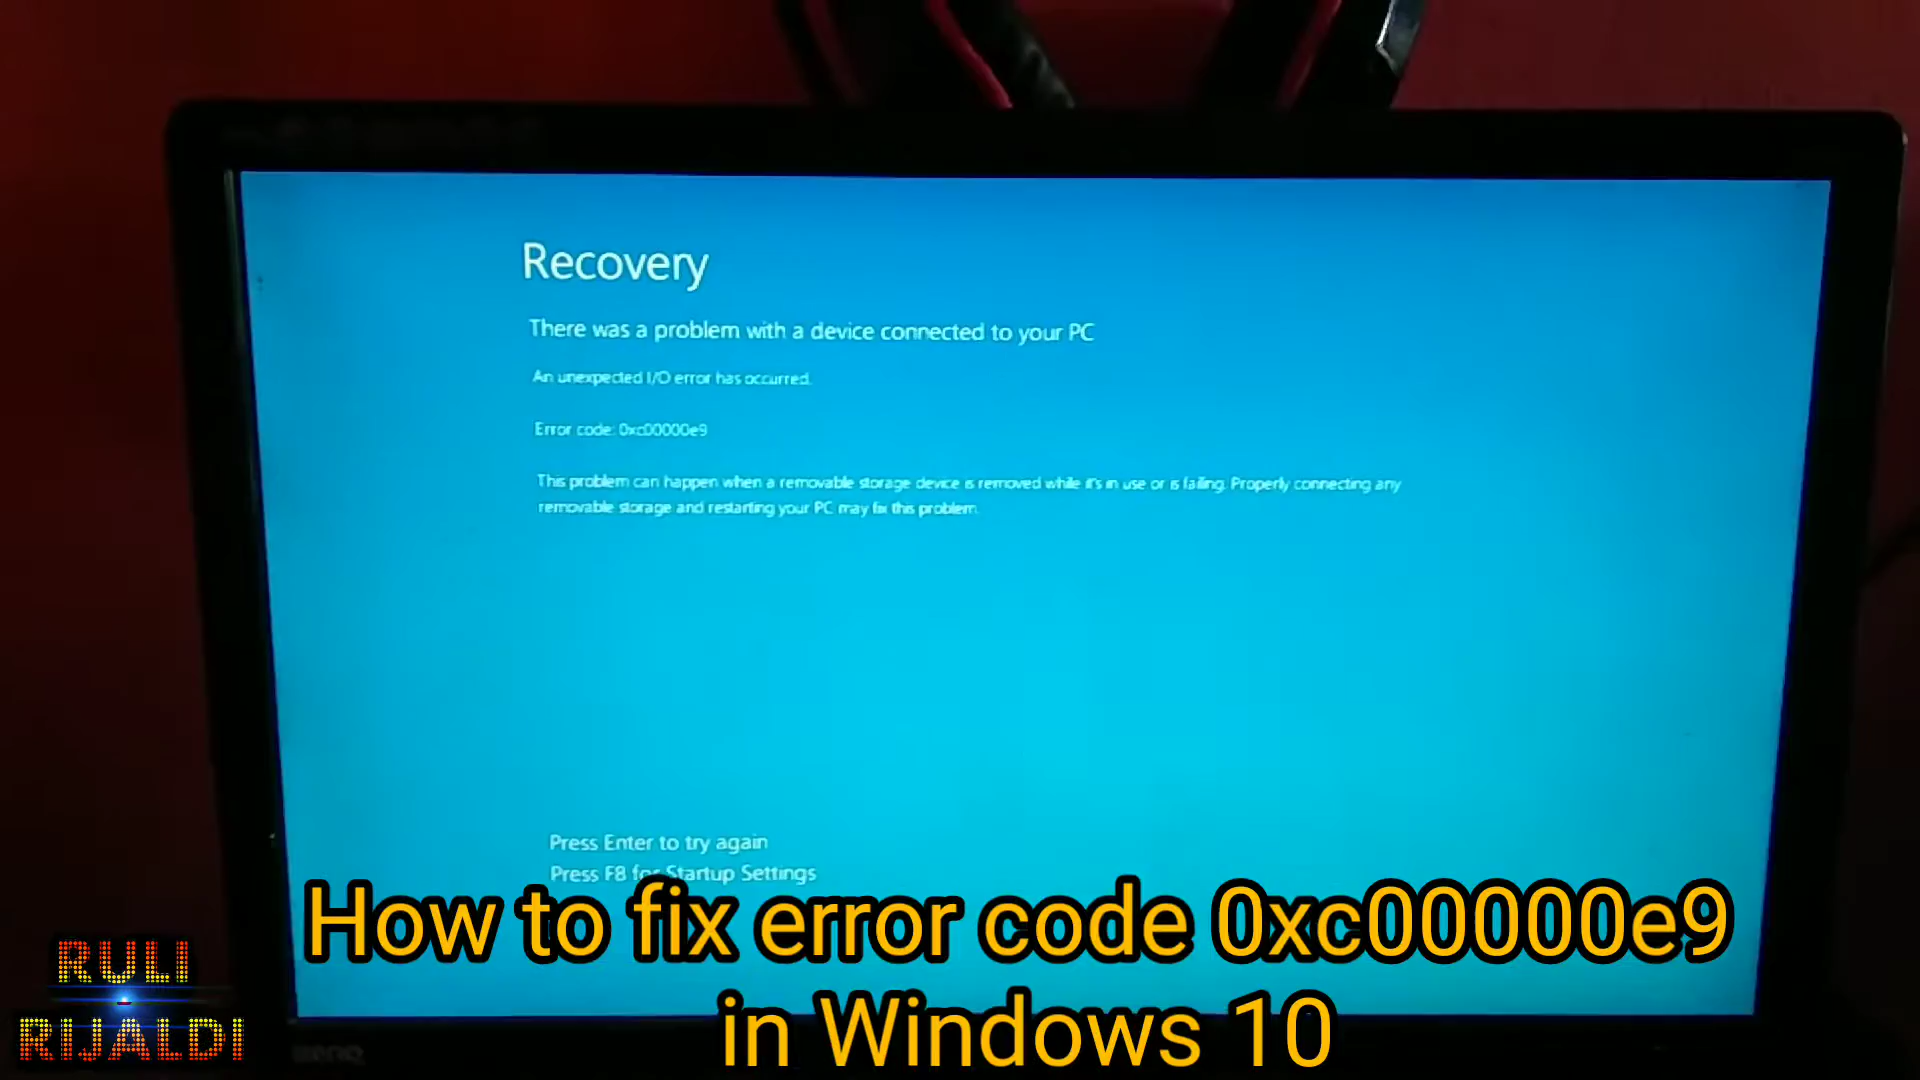 Recovery
There was a problem with a device connected to your PC
An unexpected I/O error has occurred.
Error code: 0xc00000e9
This problem can happen when a removable storage device is removed while it's in use or is failing. Properly connecting any
removable storage and restarting your PC may fix this problem.
Press Enter to try again
Press F8 for Startup Settings
How to fix error code 0xc00000e9
in Windows 10
RULI
RIJALDI
BenQ